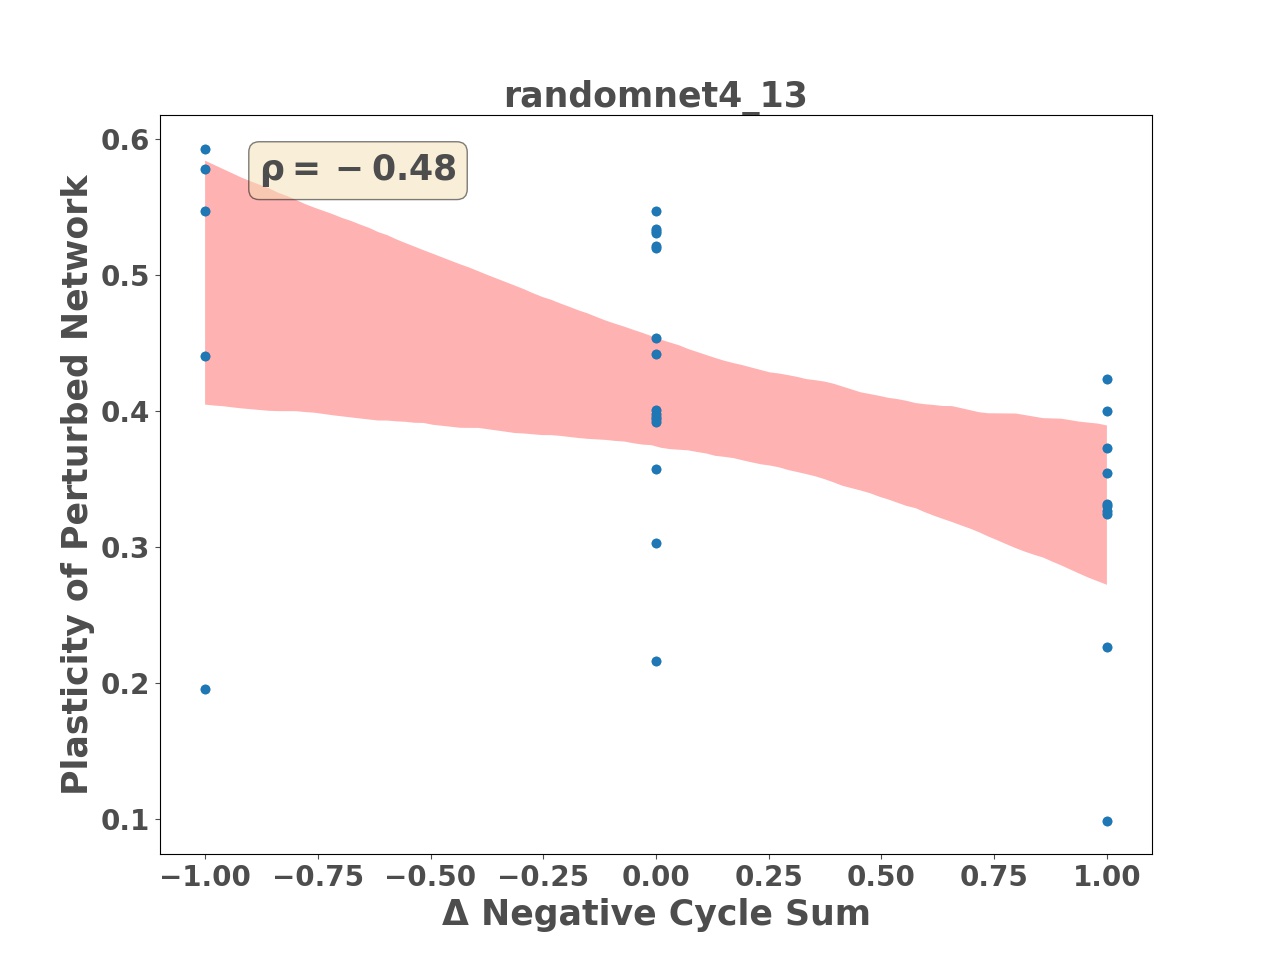 randomnet4_13
ρ = − 0.48
Plasticity of Perturbed Network
0.6
0.5
0.4
0.3
0.2
0.1
−1.00 −0.75 −0.50 −0.25 0.00 0.25 0.50 0.75 1.00
Δ Negative Cycle Sum